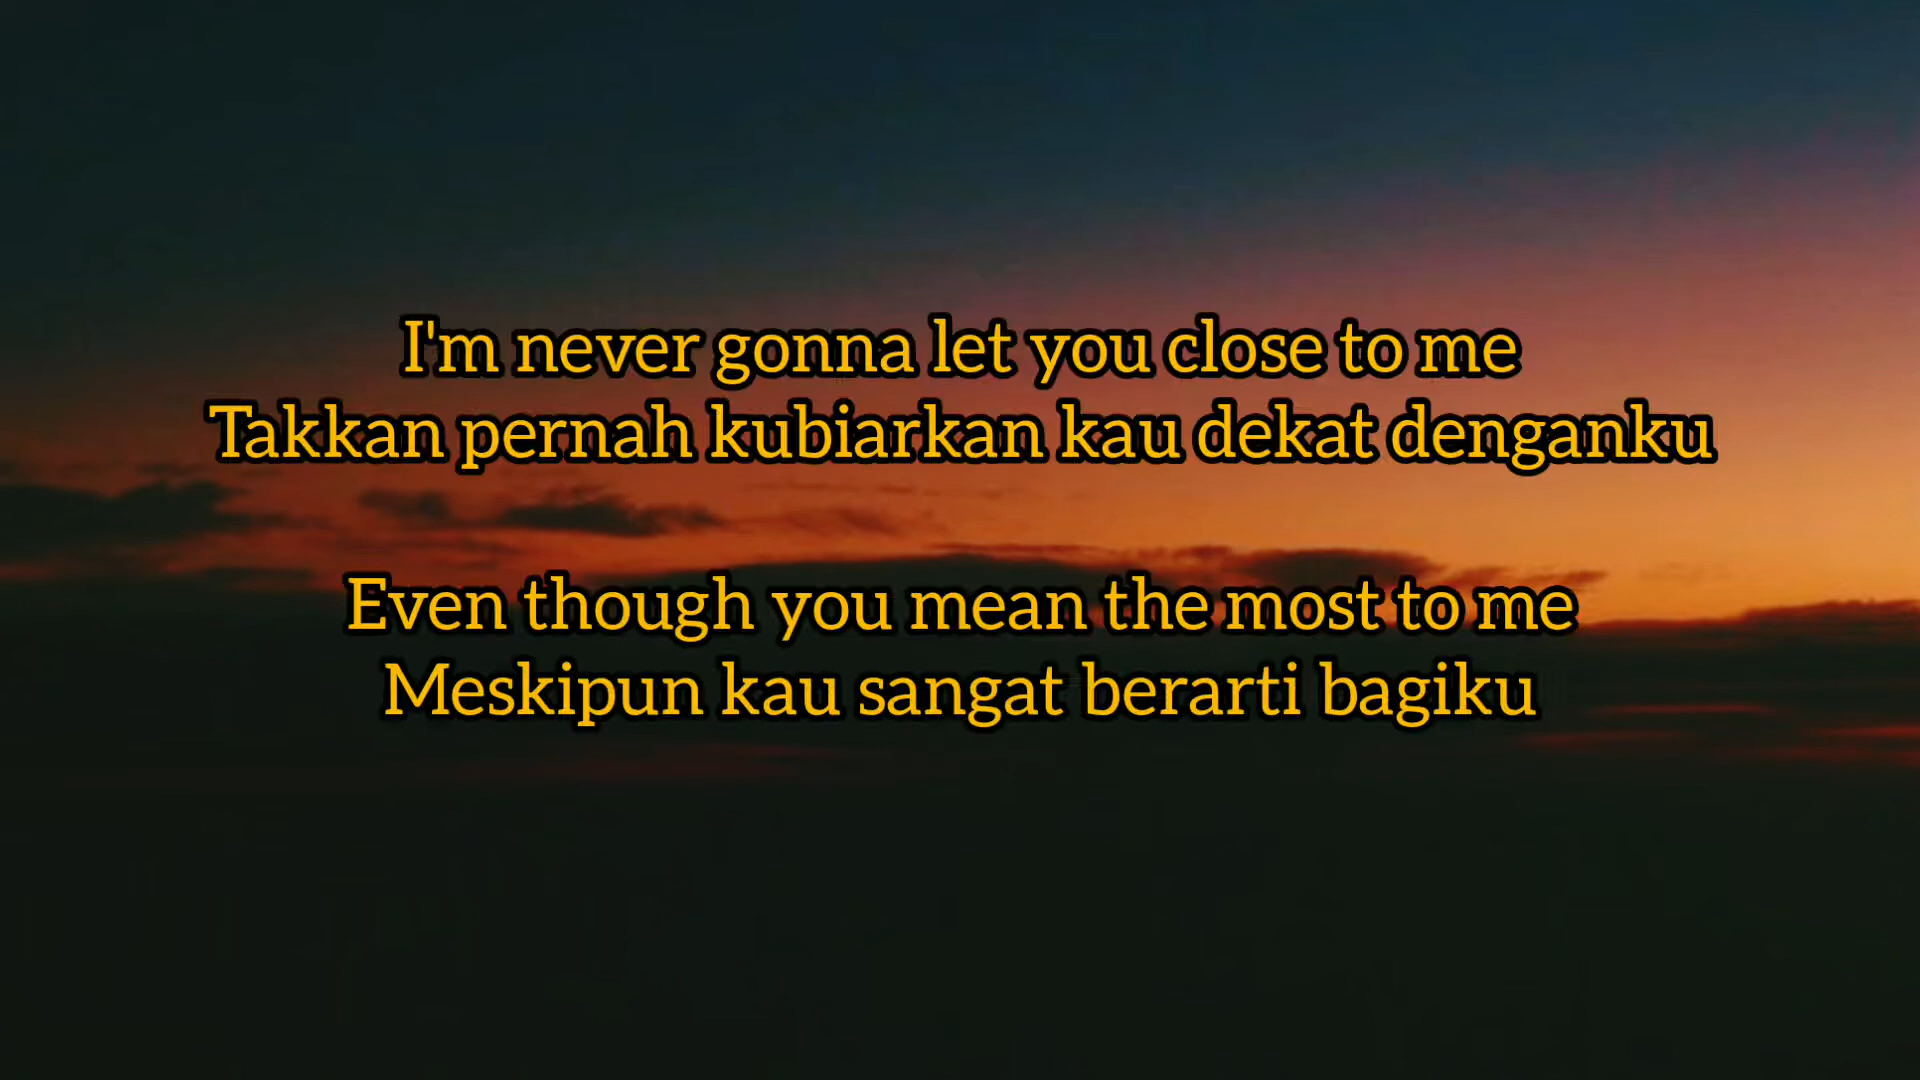 I'm never gonna let you close to me
Takkan pernah kubiarkan kau dekat denganku
Even though you mean the most to me
Meskipun kau sangat berarti bagiku